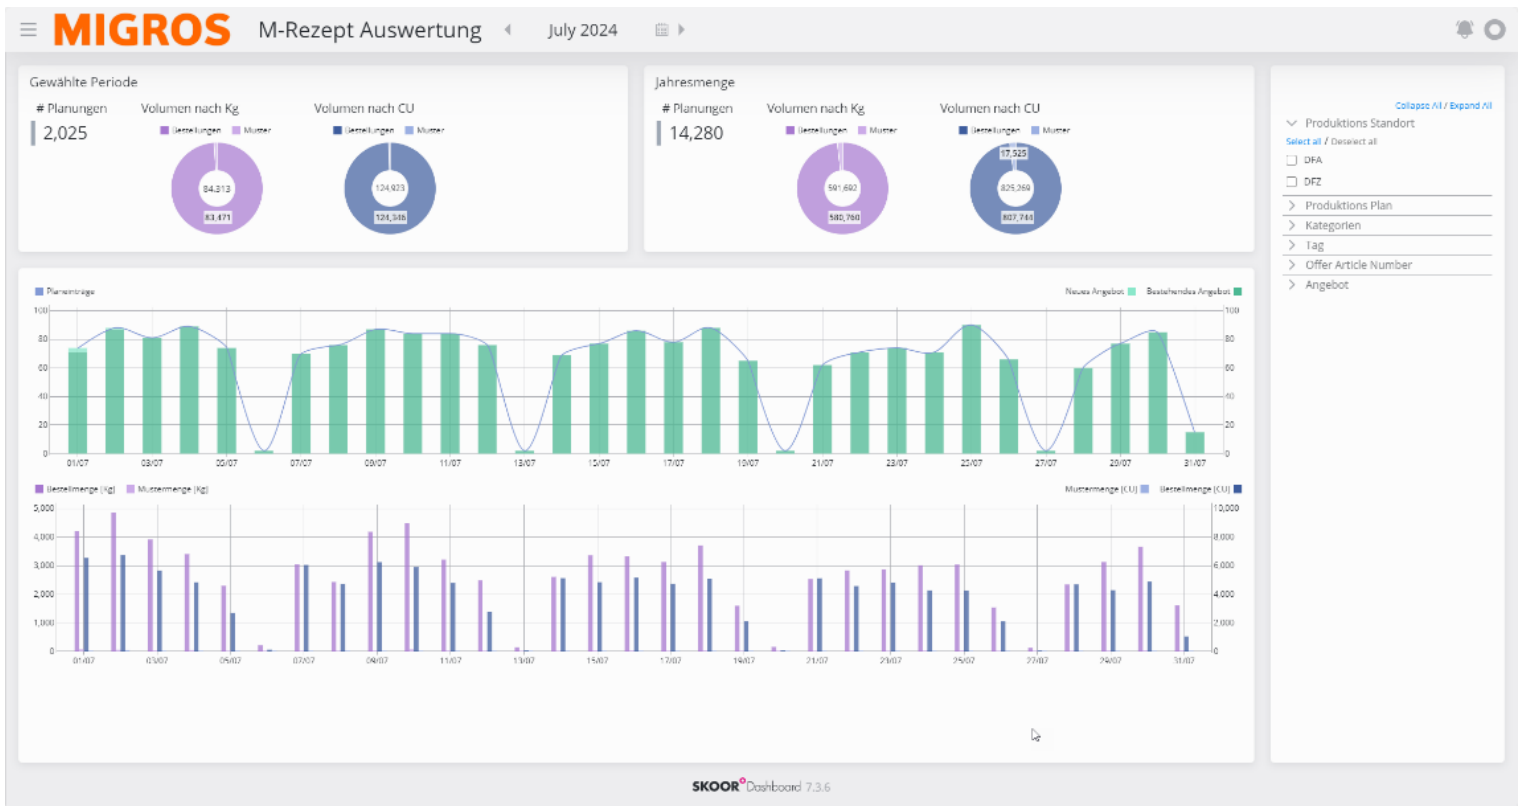 MIGROS M-Rezept Auswertung July 2024
Gewählte Periode
# Planungen Volumen nach Kg Volumen nach CU
2,025
Bestellungen Muster
84,313
83,471
Bestellungen Muster
124,923
124,346
Jahresmenge
# Planungen Volumen nach Kg Volumen nach CU
14,280
Bestellungen Muster
591,692
580,760
Bestellungen Muster
17,525
825,269
807,744
Collapse All / Expand All
Produktions Standort
Select all / Deselect all
DFA
DFZ
Produktions Plan
Kategorien
Tag
Offer Article Number
Angebot
Planeinträge Neues Angebot Bestehendes Angebot
100 100
80 80
60 60
40 40
20 20
0 0
01/07 03/07 05/07 07/07 09/07 11/07 13/07 15/07 17/07 19/07 21/07 23/07 25/07 27/07 29/07 31/07
Bestellmenge (Kg) Mustermenge (Kg) Mustermenge (CU) Bestellmenge (CU)
5,000 10,000
4,000 8,000
3,000 6,000
2,000 4,000
1,000 2,000
0 0
01/07 03/07 05/07 07/07 09/07 11/07 13/07 15/07 17/07 19/07 21/07 23/07 25/07 27/07 29/07 31/07
SKOOR Dashboard 7.3.6